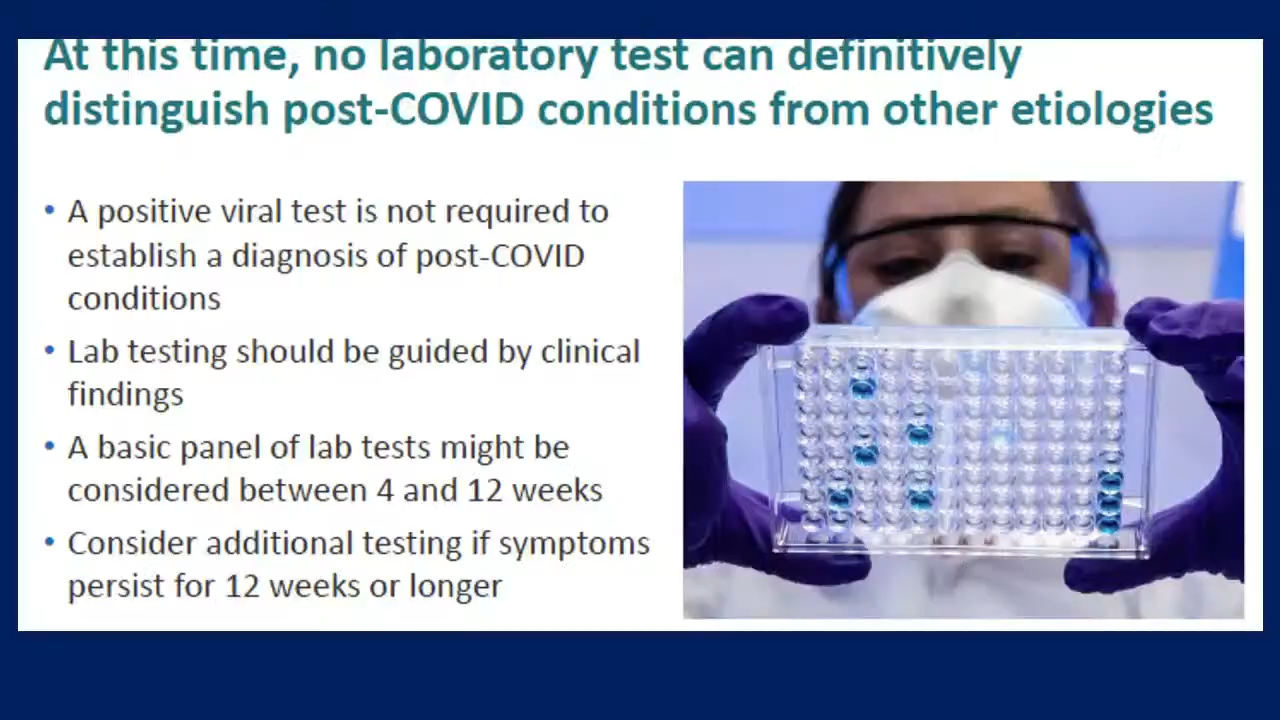 At this time, no laboratory test can definitively
distinguish post-COVID conditions from other etiologies
• A positive viral test is not required to
establish a diagnosis of post-COVID
conditions
• Lab testing should be guided by clinical
findings
• A basic panel of lab tests might be
considered between 4 and 12 weeks
• Consider additional testing if symptoms
persist for 12 weeks or longer